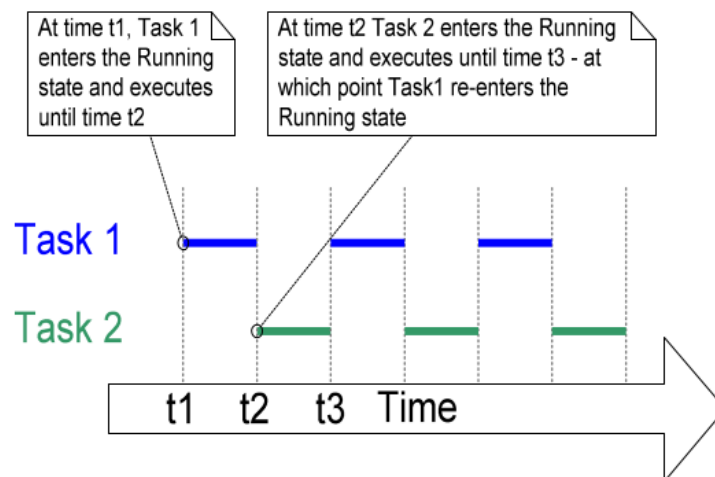 At time t1, Task 1
enters the Running
state and executes
until time t2
At time t2 Task 2 enters the Running
state and executes until time t3 - at
which point Task1 re-enters the
Running state
Task 1
Task 2
t1 t2 t3 Time